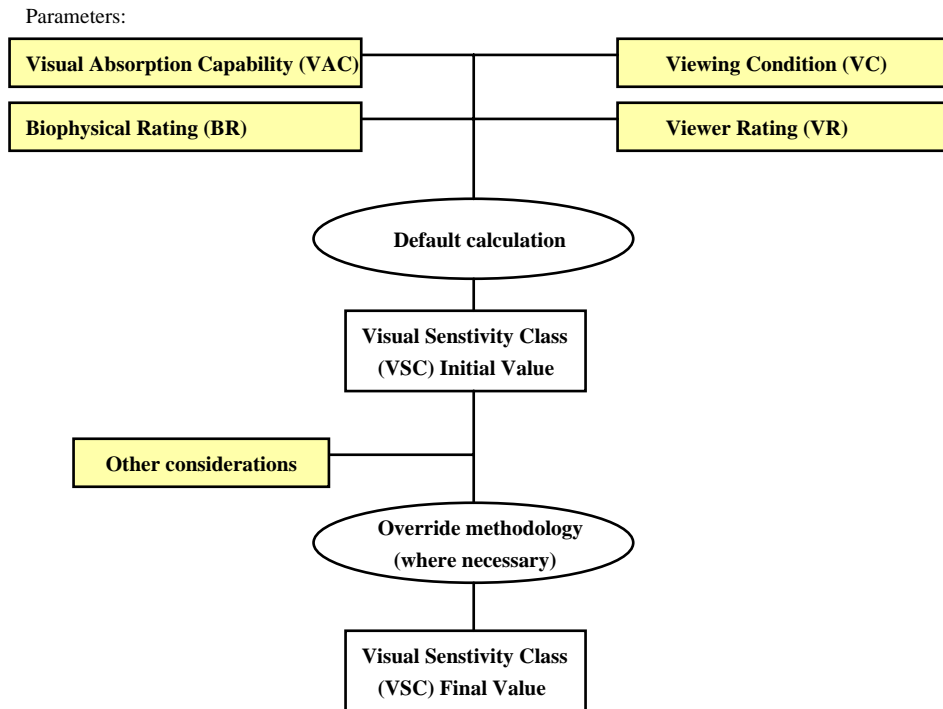 Parameters:
Visual Absorption Capability (VAC)
Viewing Condition (VC)
Biophysical Rating (BR)
Viewer Rating (VR)
Default calculation
Visual Senstivity Class
(VSC) Initial Value
Other considerations
Override methodology
(where necessary)
Visual Senstivity Class
(VSC) Final Value